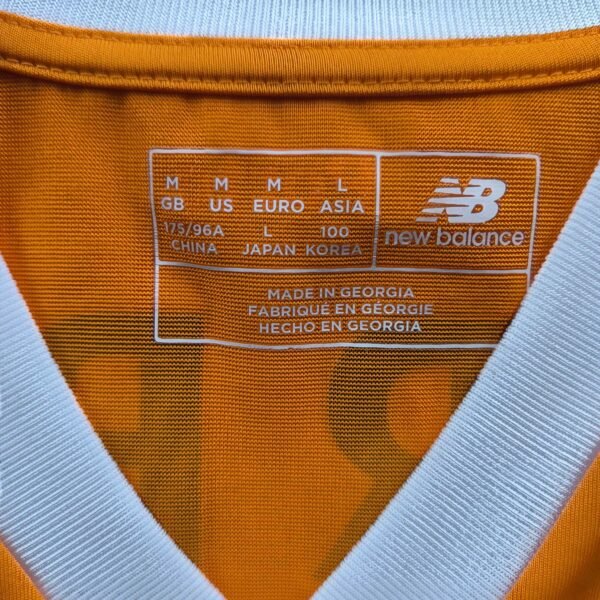 M M M L
GB US EURO ASIA
175/96A L 100
CHINA JAPAN KOREA
NB
new balance
MADE IN GEORGIA
FABRIQUÉ EN GÉORGIE
HECHO EN GEORGIA